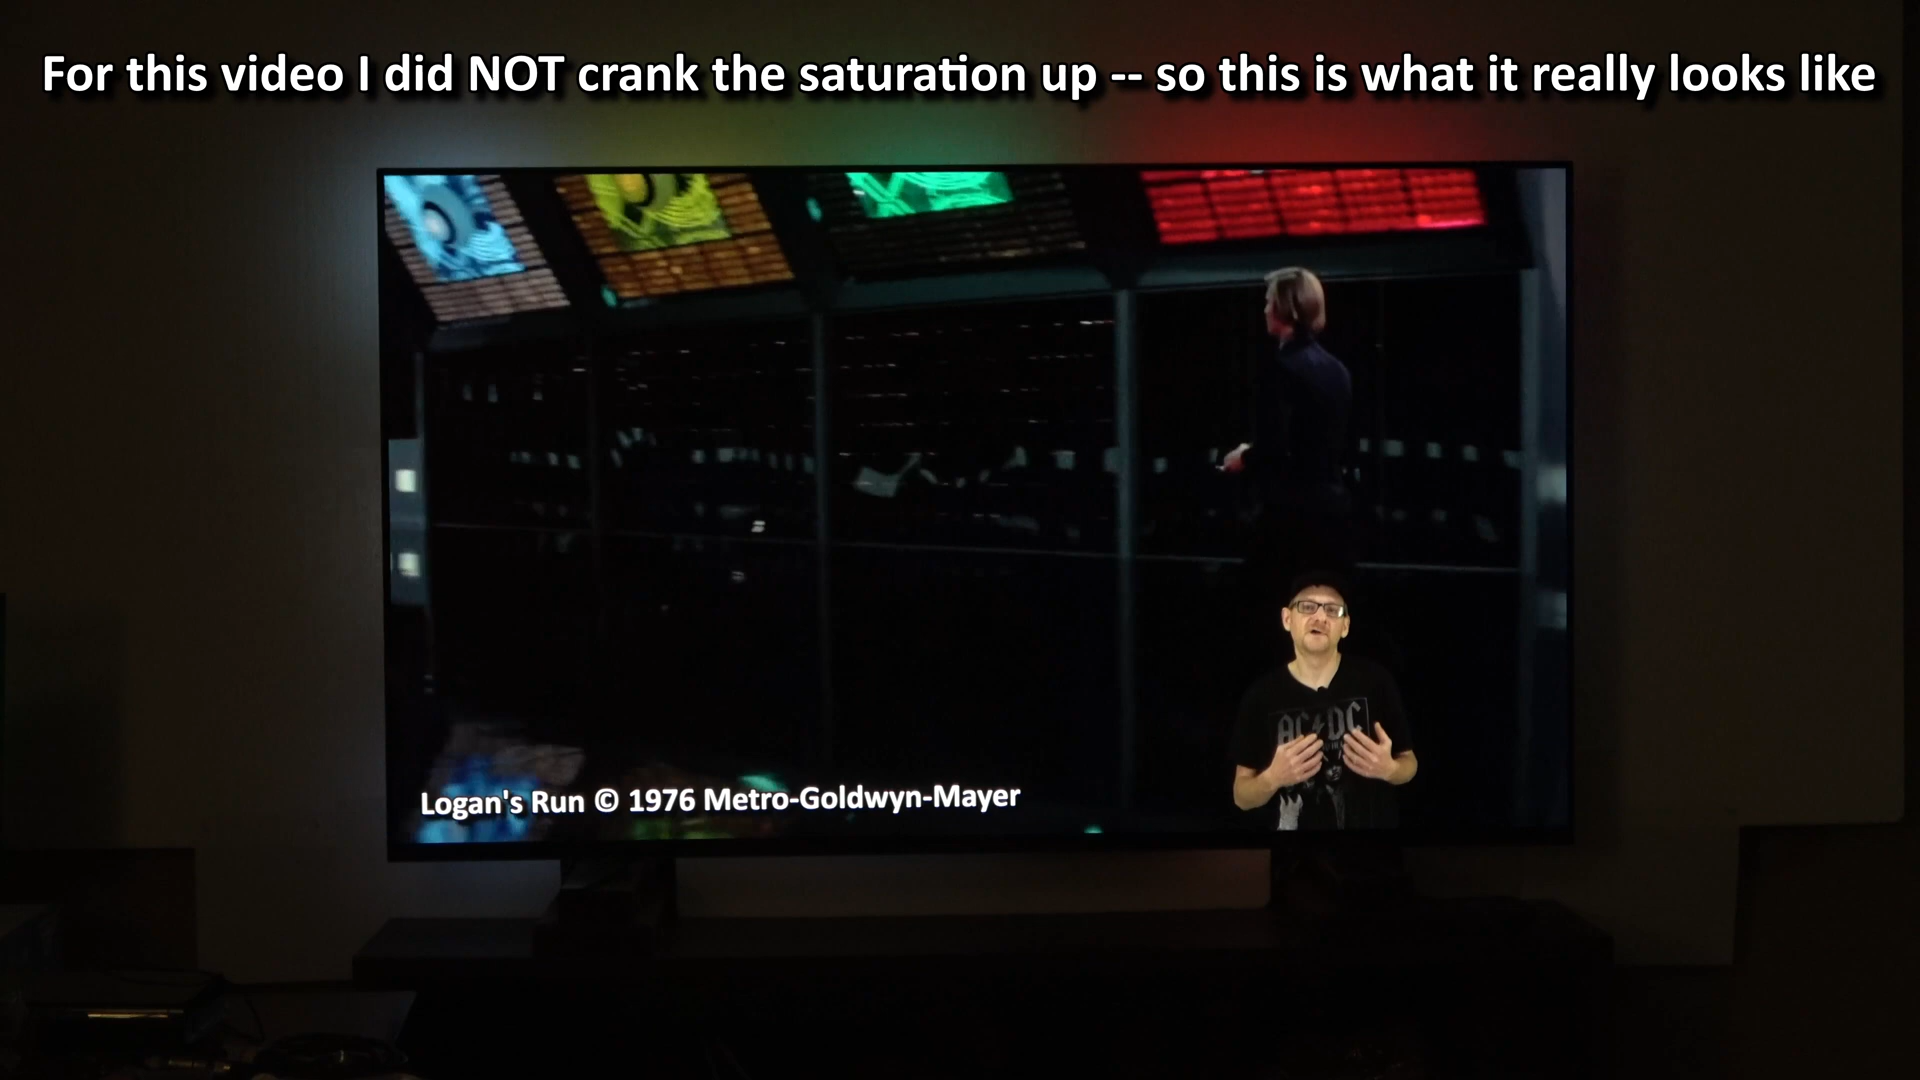 For this video I did NOT crank the saturation up -- so this is what it really looks like
AC⚡DC
Logan's Run © 1976 Metro-Goldwyn-Mayer